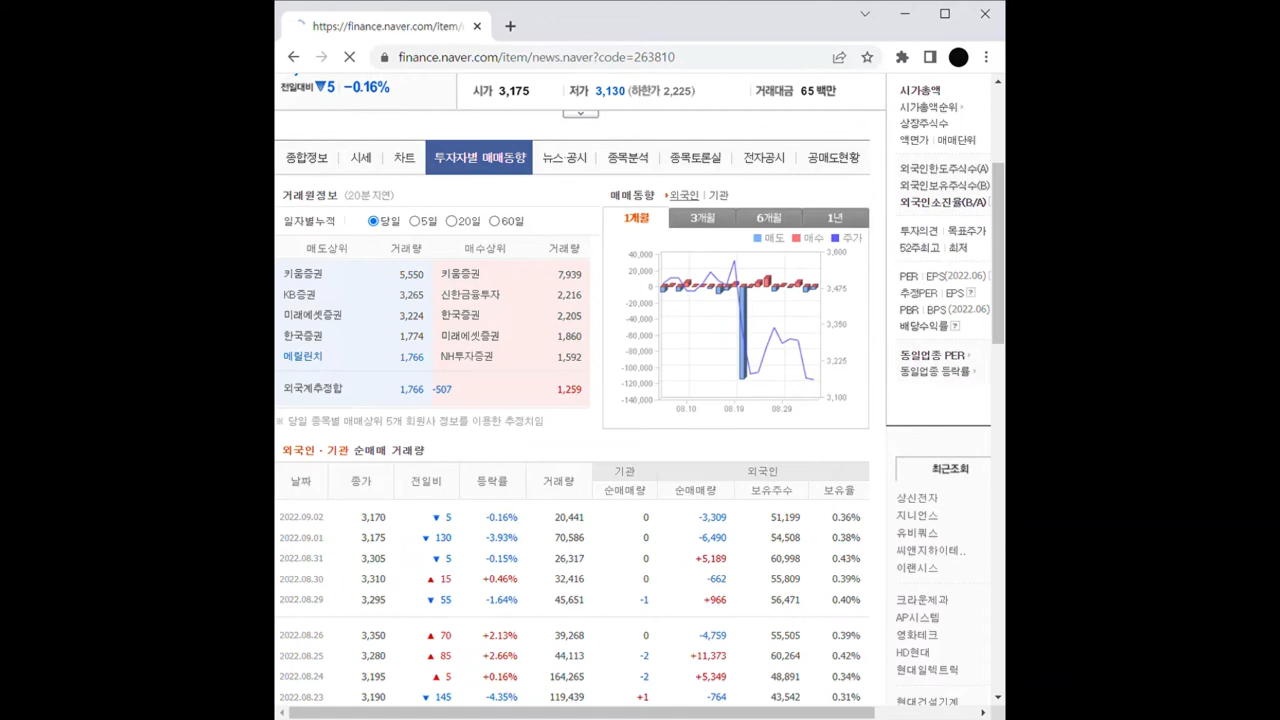 https://finance.naver.com/item/
finance.naver.com/item/news.naver?code=263810
전일대비 ▼5 -0.16%
시가 3,175 저가 3,130 (하한가 2,225) 거래대금 65 백만
종합정보 시세 차트 투자자별 매매동향 뉴스 공시 종목분석 종목토론실 전자공시 공매도현황
거래원정보 (20분지연)
일자별누적 당일 5일 20일 60일
매도상위 거래량 매수상위 거래량
키움증권 5,550 키움증권 7,939
KB증권 3,265 신한금융투자 2,216
미래에셋증권 3,224 한국증권 2,205
한국증권 1,774 미래에셋증권 1,860
메릴린치 1,766 NH투자증권 1,592
외국계추정합 1,766 -507 1,259
※ 당일 종목별 매매상위 5개 회원사 정보를 이용한 추정치임
매매동향 외국인 | 기관
1개월 3개월 6개월 1년
매도 매수 주가
40,000 3,600
20,000
0 3,475
-20,000
-40,000 3,350
-60,000
-80,000
-100,000 3,225
-120,000
-140,000 3,100
08.10 08.19 08.29
외국인 · 기관 순매매 거래량
날짜 종가 전일비 등락률 거래량 기관 외국인
순매매량 순매매량 보유주수 보유율
2022.09.02 3,170 ▼ 5 -0.16% 20,441 0 -3,309 51,199 0.36%
2022.09.01 3,175 ▼ 130 -3.93% 70,586 0 -6,490 54,508 0.38%
2022.08.31 3,305 ▼ 5 -0.15% 26,317 0 +5,189 60,998 0.43%
2022.08.30 3,310 ▲ 15 +0.46% 32,416 0 -662 55,809 0.39%
2022.08.29 3,295 ▼ 55 -1.64% 45,651 -1 +966 56,471 0.40%
2022.08.26 3,350 ▲ 70 +2.13% 39,268 0 -4,759 55,505 0.39%
2022.08.25 3,280 ▲ 85 +2.66% 44,113 -2 +11,373 60,264 0.42%
2022.08.24 3,195 ▲ 5 +0.16% 164,265 -2 +5,349 48,891 0.34%
2022.08.23 3,190 ▼ 145 -4.35% 119,439 +1 -764 43,542 0.31%
시가총액
시가총액순위
상장주식수
액면가 | 매매단위
외국인한도주식수(A)
외국인보유주식수(B)
외국인소진율(B/A)
투자의견 | 목표주가
52주최고 | 최저
PER | EPS(2022.06)
추정PER | EPS ?
PBR | BPS (2022.06)
배당수익률 ?
동일업종 PER
동일업종 등락률
최근조회
상신전자
지니언스
유비쿼스
씨앤지하이테..
이랜시스
크라운제과
AP시스템
영화테크
HD현대
현대일렉트릭
현대건설기계